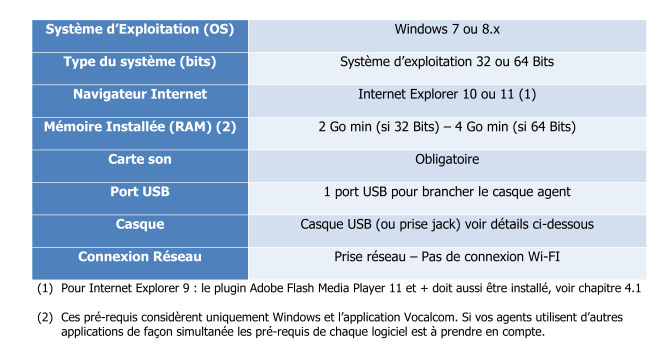 Système d'Exploitation (OS) Windows 7 ou 8.x
Type du système (bits) Système d'exploitation 32 ou 64 Bits
Navigateur Internet Internet Explorer 10 ou 11 (1)
Mémoire Installée (RAM) (2) 2 Go min (si 32 Bits) – 4 Go min (si 64 Bits)
Carte son Obligatoire
Port USB 1 port USB pour brancher le casque agent
Casque Casque USB (ou prise jack) voir détails ci-dessous
Connexion Réseau Prise réseau – Pas de connexion Wi-FI
(1) Pour Internet Explorer 9 : le plugin Adobe Flash Media Player 11 et + doit aussi être installé, voir chapitre 4.1
(2) Ces pré-requis considèrent uniquement Windows et l'application Vocalcom. Si vos agents utilisent d'autres
applications de façon simultanée les pré-requis de chaque logiciel est à prendre en compte.